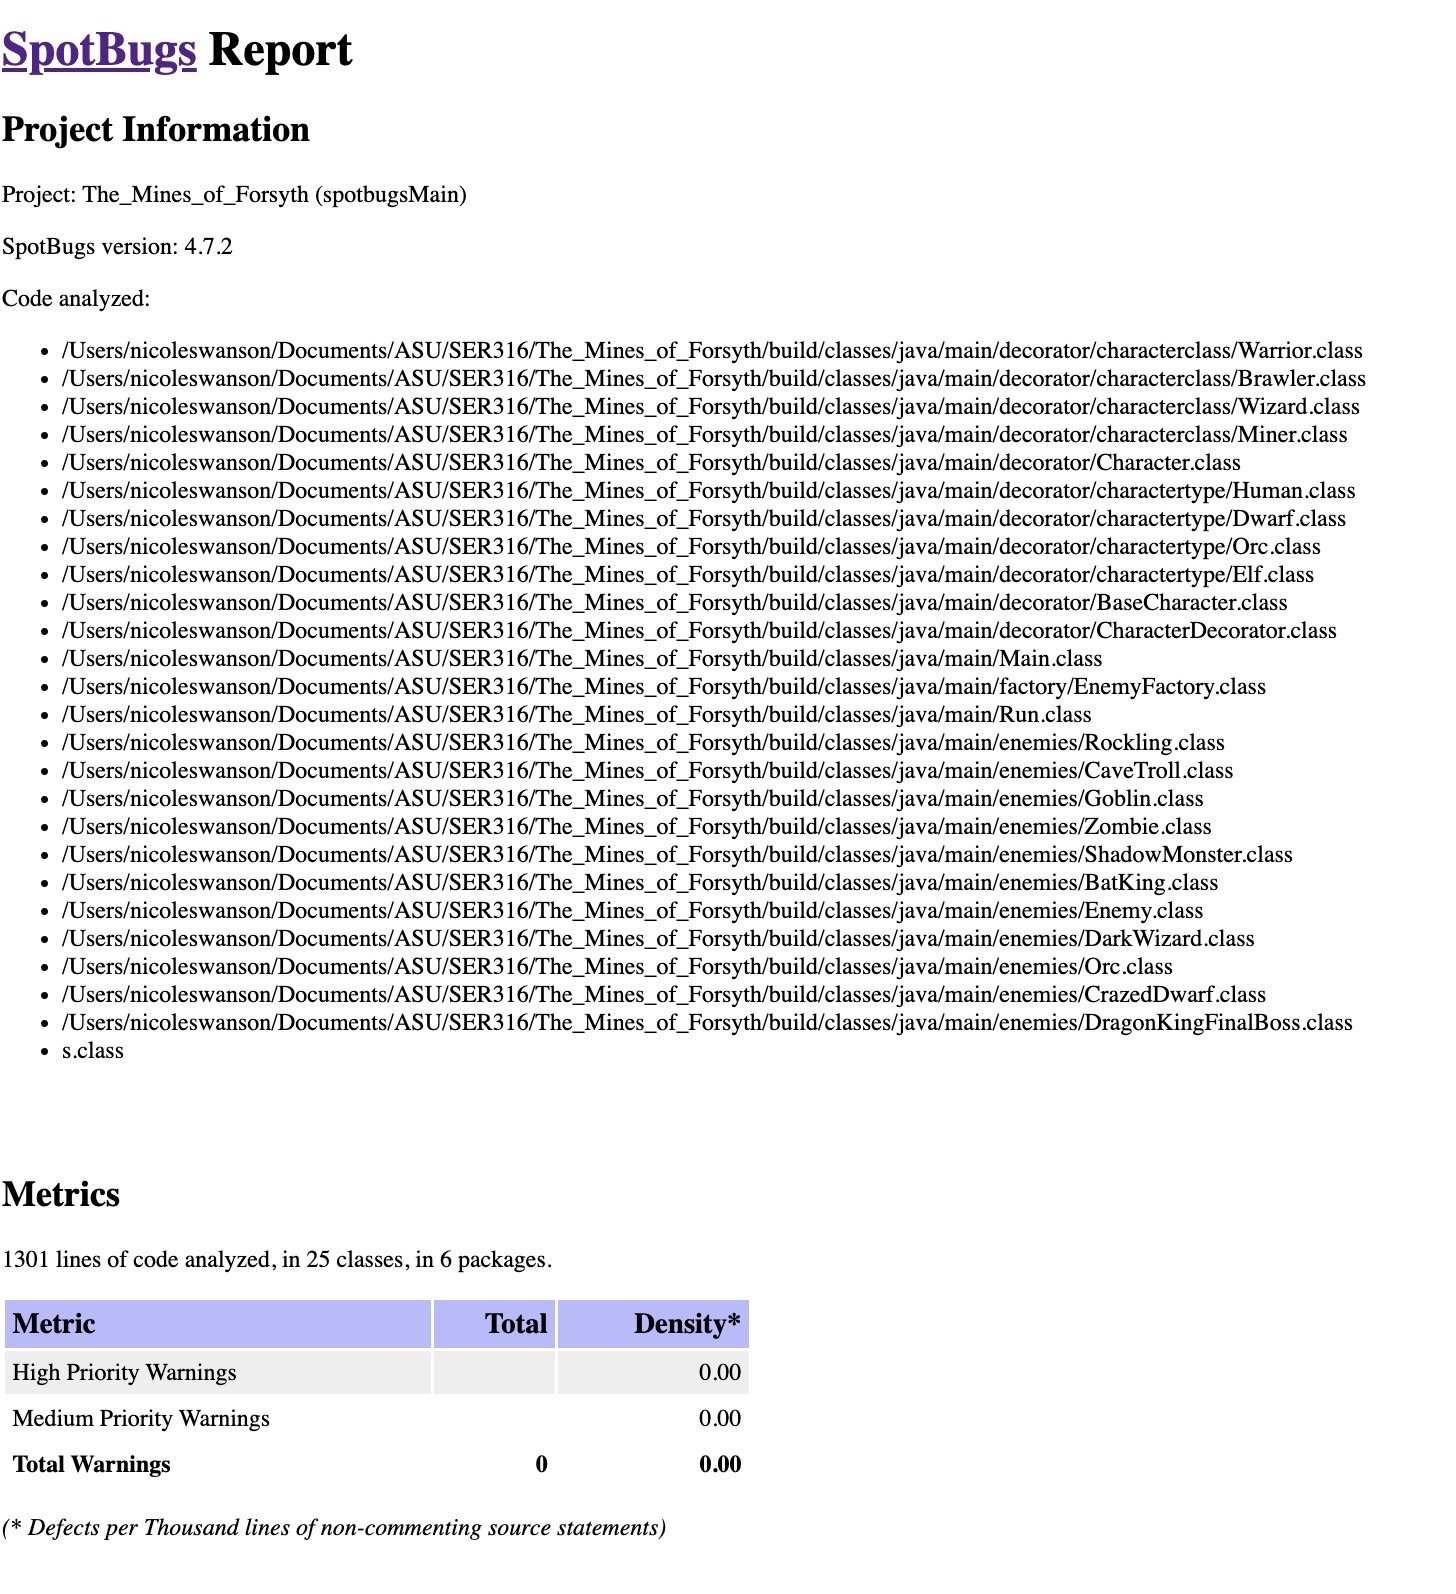 SpotBugs Report
Project Information
Project: The_Mines_of_Forsyth (spotbugsMain)
SpotBugs version: 4.7.2
Code analyzed:
• /Users/nicoleswanson/Documents/ASU/SER316/The_Mines_of_Forsyth/build/classes/java/main/decorator/characterclass/Warrior.class
• /Users/nicoleswanson/Documents/ASU/SER316/The_Mines_of_Forsyth/build/classes/java/main/decorator/characterclass/Brawler.class
• /Users/nicoleswanson/Documents/ASU/SER316/The_Mines_of_Forsyth/build/classes/java/main/decorator/characterclass/Wizard.class
• /Users/nicoleswanson/Documents/ASU/SER316/The_Mines_of_Forsyth/build/classes/java/main/decorator/characterclass/Miner.class
• /Users/nicoleswanson/Documents/ASU/SER316/The_Mines_of_Forsyth/build/classes/java/main/decorator/Character.class
• /Users/nicoleswanson/Documents/ASU/SER316/The_Mines_of_Forsyth/build/classes/java/main/decorator/charactertype/Human.class
• /Users/nicoleswanson/Documents/ASU/SER316/The_Mines_of_Forsyth/build/classes/java/main/decorator/charactertype/Dwarf.class
• /Users/nicoleswanson/Documents/ASU/SER316/The_Mines_of_Forsyth/build/classes/java/main/decorator/charactertype/Orc.class
• /Users/nicoleswanson/Documents/ASU/SER316/The_Mines_of_Forsyth/build/classes/java/main/decorator/charactertype/Elf.class
• /Users/nicoleswanson/Documents/ASU/SER316/The_Mines_of_Forsyth/build/classes/java/main/decorator/BaseCharacter.class
• /Users/nicoleswanson/Documents/ASU/SER316/The_Mines_of_Forsyth/build/classes/java/main/decorator/CharacterDecorator.class
• /Users/nicoleswanson/Documents/ASU/SER316/The_Mines_of_Forsyth/build/classes/java/main/Main.class
• /Users/nicoleswanson/Documents/ASU/SER316/The_Mines_of_Forsyth/build/classes/java/main/factory/EnemyFactory.class
• /Users/nicoleswanson/Documents/ASU/SER316/The_Mines_of_Forsyth/build/classes/java/main/Run.class
• /Users/nicoleswanson/Documents/ASU/SER316/The_Mines_of_Forsyth/build/classes/java/main/enemies/Rockling.class
• /Users/nicoleswanson/Documents/ASU/SER316/The_Mines_of_Forsyth/build/classes/java/main/enemies/CaveTroll.class
• /Users/nicoleswanson/Documents/ASU/SER316/The_Mines_of_Forsyth/build/classes/java/main/enemies/Goblin.class
• /Users/nicoleswanson/Documents/ASU/SER316/The_Mines_of_Forsyth/build/classes/java/main/enemies/Zombie.class
• /Users/nicoleswanson/Documents/ASU/SER316/The_Mines_of_Forsyth/build/classes/java/main/enemies/ShadowMonster.class
• /Users/nicoleswanson/Documents/ASU/SER316/The_Mines_of_Forsyth/build/classes/java/main/enemies/BatKing.class
• /Users/nicoleswanson/Documents/ASU/SER316/The_Mines_of_Forsyth/build/classes/java/main/enemies/Enemy.class
• /Users/nicoleswanson/Documents/ASU/SER316/The_Mines_of_Forsyth/build/classes/java/main/enemies/DarkWizard.class
• /Users/nicoleswanson/Documents/ASU/SER316/The_Mines_of_Forsyth/build/classes/java/main/enemies/Orc.class
• /Users/nicoleswanson/Documents/ASU/SER316/The_Mines_of_Forsyth/build/classes/java/main/enemies/CrazedDwarf.class
• /Users/nicoleswanson/Documents/ASU/SER316/The_Mines_of_Forsyth/build/classes/java/main/enemies/DragonKingFinalBoss.class
• s.class
Metrics
1301 lines of code analyzed, in 25 classes, in 6 packages.
Metric Total Density*
High Priority Warnings 0.00
Medium Priority Warnings 0.00
Total Warnings 0 0.00
(* Defects per Thousand lines of non-commenting source statements)